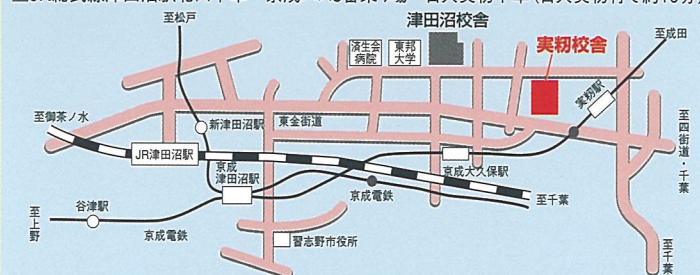 津田沼校舎
至松戸
済生会
病院
東邦
大学
実籾校舎
至成田
実籾駅
至御茶ノ水
新津田沼駅
東金街道
至四街道・千葉
JR津田沼駅
京成
津田沼駅
京成大久保駅
京成電鉄
至千葉
至上野
谷津駅
京成電鉄
習志野市役所
至千葉